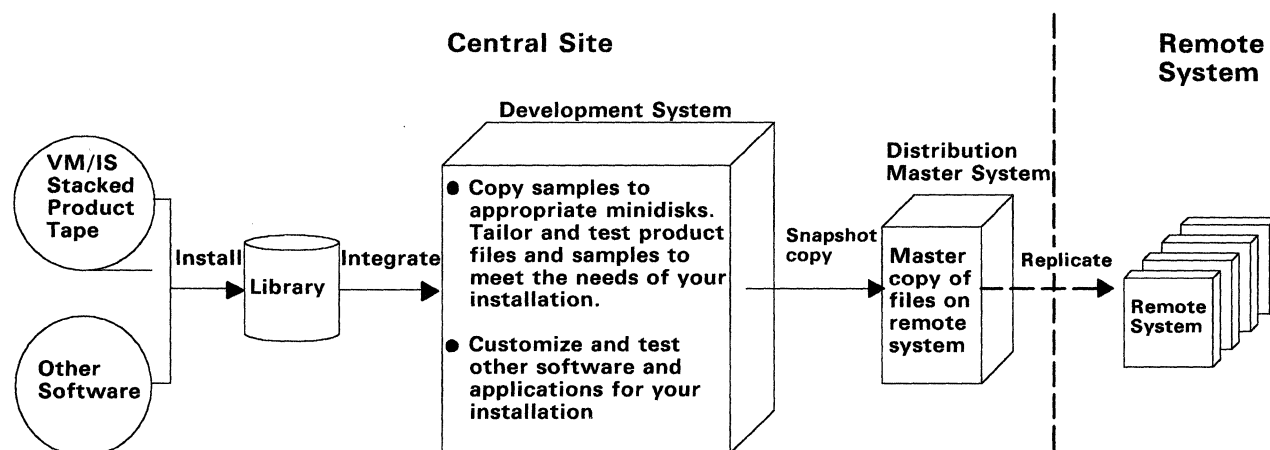 Central Site
Remote
System
Development System
VM/IS
Stacked
Product
Tape
Other
Software
Install
Library
Integrate
● Copy samples to
appropriate minidisks.
Tailor and test product
files and samples to
meet the needs of your
installation.
● Customize and test
other software and
applications for your
installation
Snapshot
copy
Distribution
Master System
Master
copy of
files on
remote
system
Replicate
Remote
System